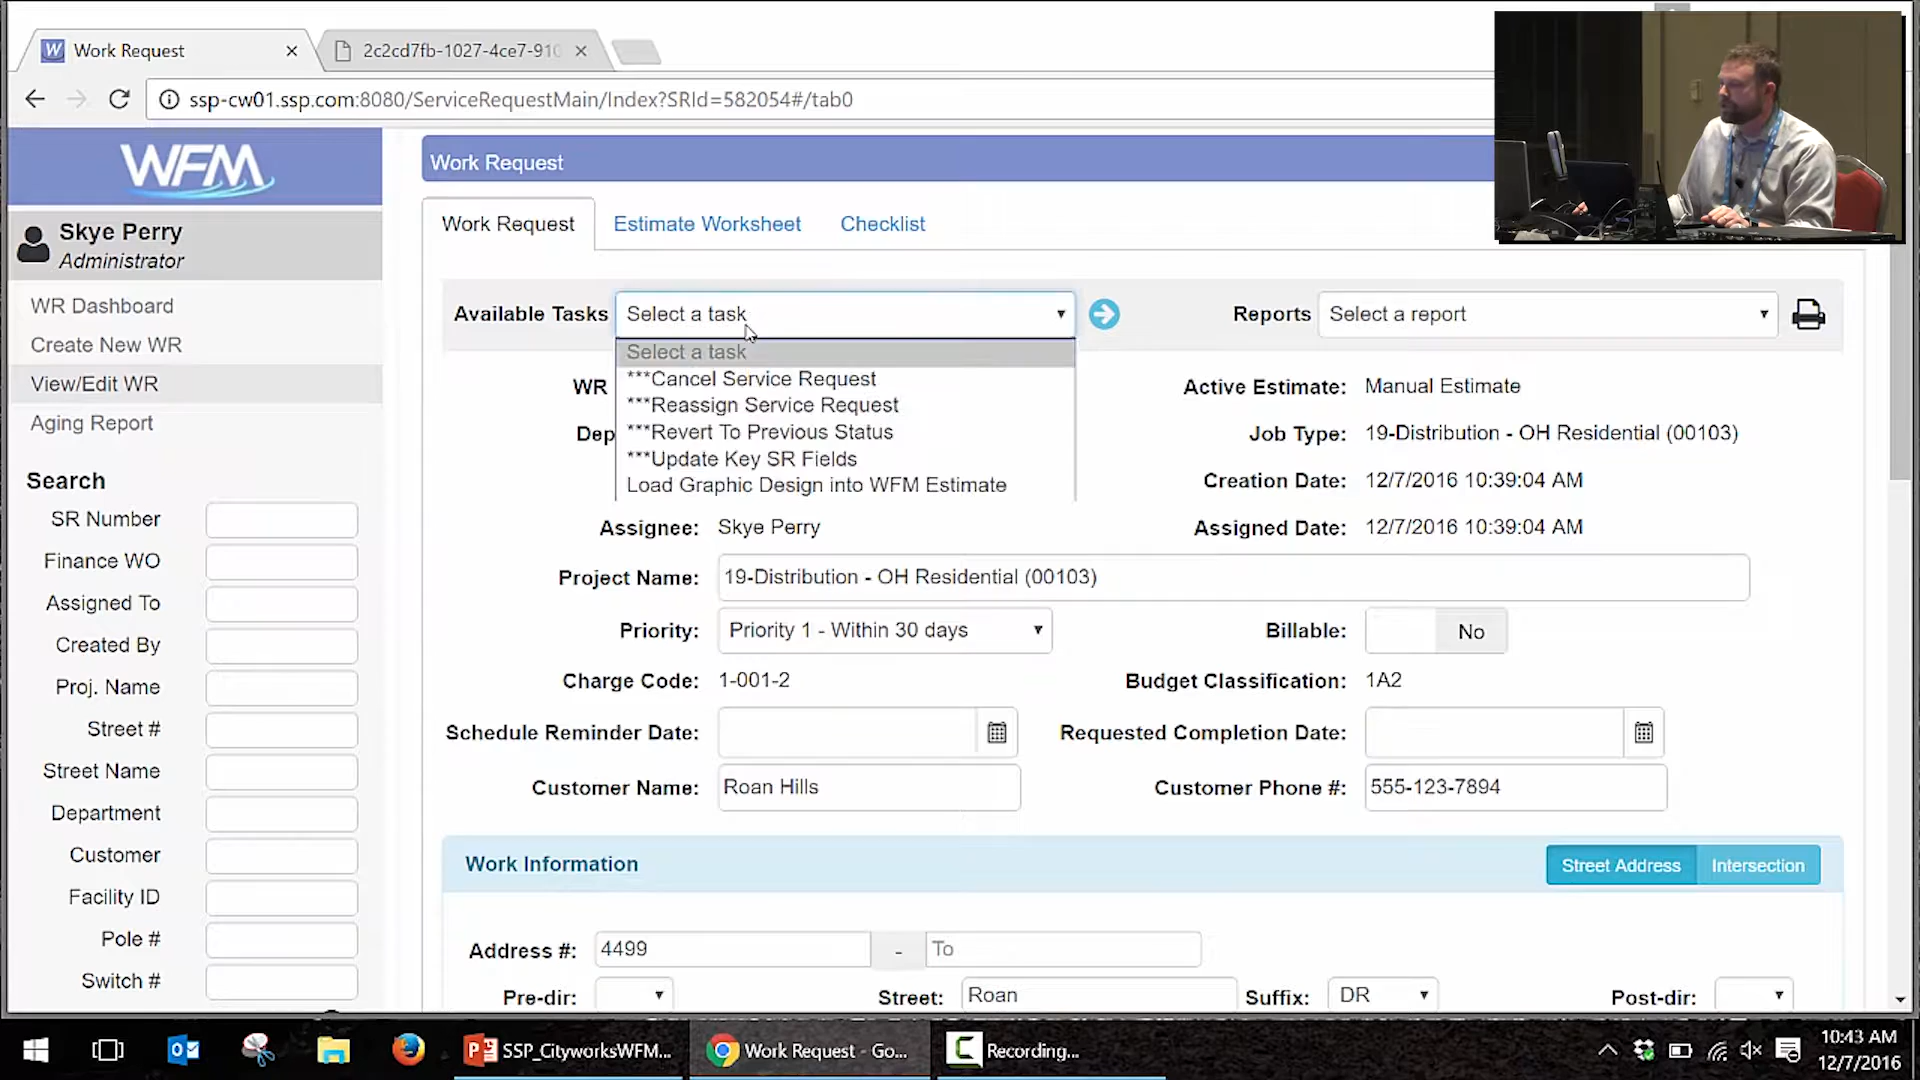 Work Request
2c2cd7fb-1027-4ce7-910
ssp-cw01.ssp.com:8080/ServiceRequestMain/Index?SRId=582054#/tab0
WFM
Skye Perry
Administrator
WR Dashboard
Create New WR
View/Edit WR
Aging Report
Search
SR Number
Finance WO
Assigned To
Created By
Proj. Name
Street #
Street Name
Department
Customer
Facility ID
Pole #
Switch #
Work Request
Work Request
Estimate Worksheet
Checklist
Available Tasks
Select a task
Reports
Select a report
Select a task
***Cancel Service Request
***Reassign Service Request
***Revert To Previous Status
***Update Key SR Fields
Load Graphic Design into WFM Estimate
WR
Active Estimate: Manual Estimate
Dep
Job Type: 19-Distribution - OH Residential (00103)
Creation Date: 12/7/2016 10:39:04 AM
Assignee: Skye Perry
Assigned Date: 12/7/2016 10:39:04 AM
Project Name: 19-Distribution - OH Residential (00103)
Priority: Priority 1 - Within 30 days
Billable: No
Charge Code: 1-001-2
Budget Classification: 1A2
Schedule Reminder Date:
Requested Completion Date:
Customer Name: Roan Hills
Customer Phone #: 555-123-7894
Work Information
Street Address
Intersection
Address #: 4499 - To
Pre-dir:
Street: Roan
Suffix: DR
Post-dir:
SSP_CityworksWFM...
Work Request - Go...
Recording...
10:43 AM
12/7/2016